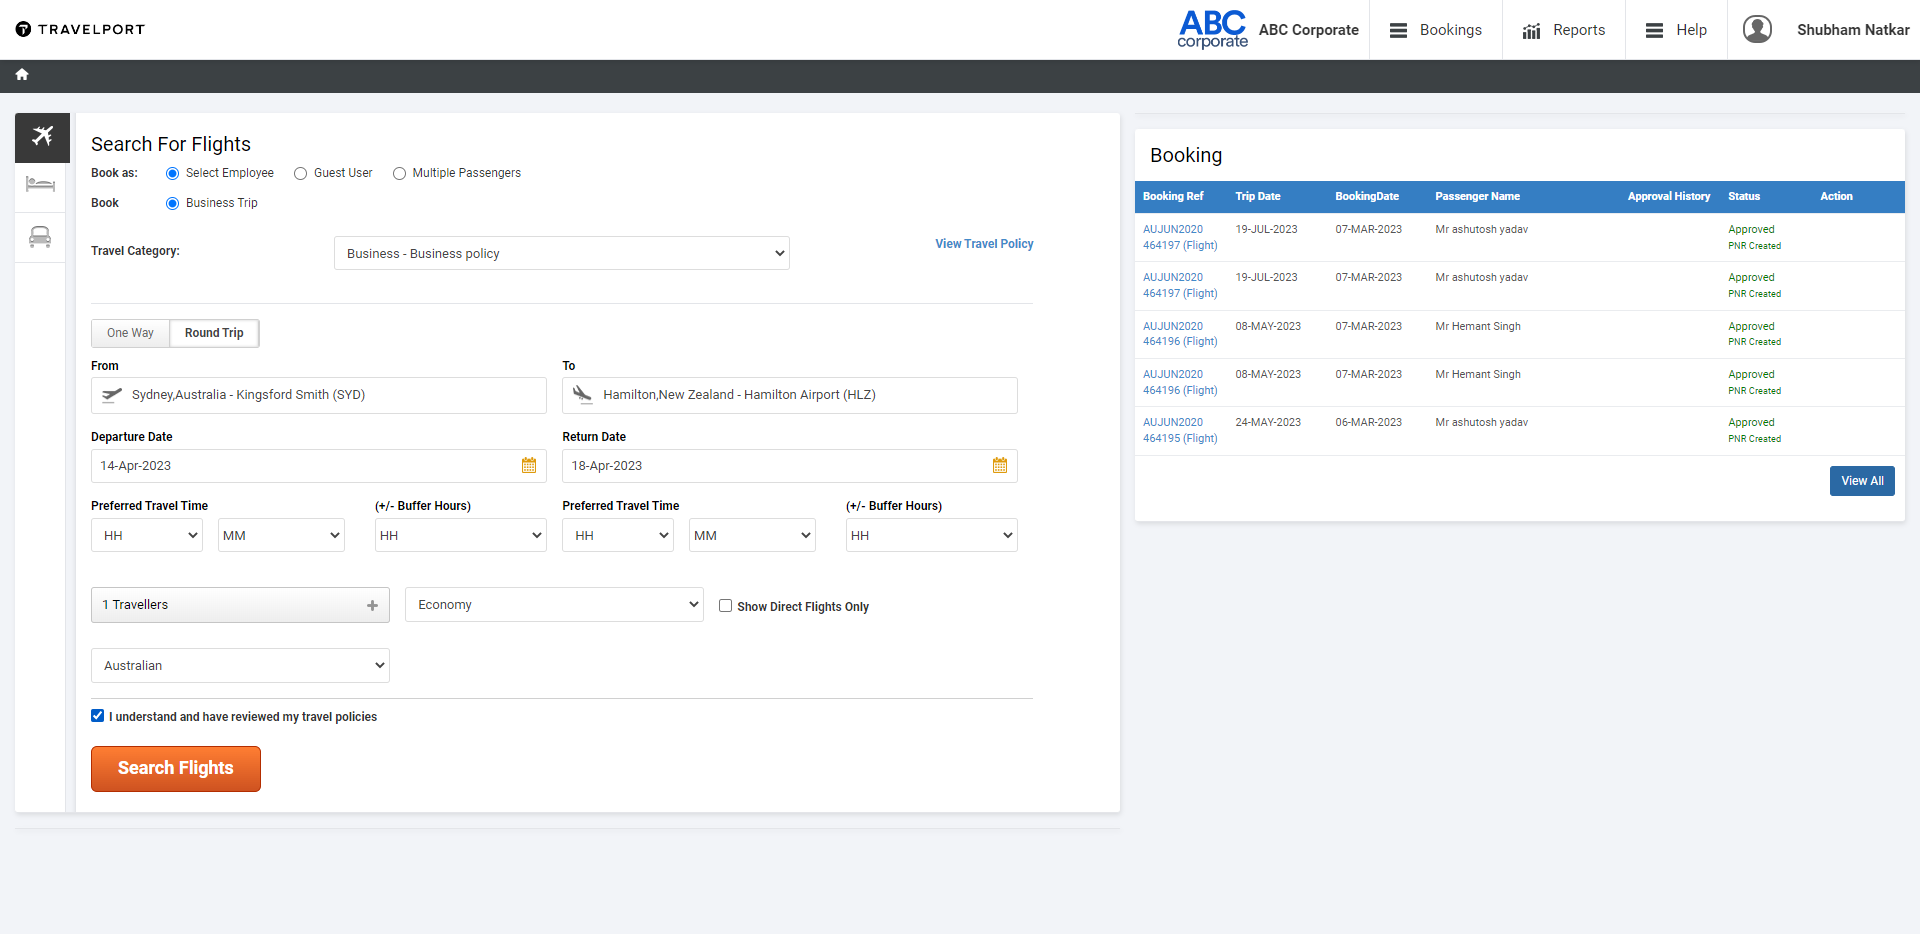 TRAVELPORT
ABC
corporate
ABC Corporate
Bookings
Reports
Help
Shubham Natkar
Search For Flights
Book as:
Select Employee
Guest User
Multiple Passengers
Book
Business Trip
Travel Category:
Business - Business policy
View Travel Policy
One Way
Round Trip
From
To
Sydney,Australia - Kingsford Smith (SYD)
Hamilton,New Zealand - Hamilton Airport (HLZ)
Departure Date
Return Date
14-Apr-2023
18-Apr-2023
Preferred Travel Time
(+/- Buffer Hours)
Preferred Travel Time
(+/- Buffer Hours)
HH
MM
HH
HH
MM
HH
1 Travellers
Economy
Show Direct Flights Only
Australian
I understand and have reviewed my travel policies
Search Flights
Booking
Booking Ref Trip Date BookingDate Passenger Name Approval History Status Action
AUJUN2020 19-JUL-2023 07-MAR-2023 Mr ashutosh yadav Approved
464197 (Flight) PNR Created
AUJUN2020 19-JUL-2023 07-MAR-2023 Mr ashutosh yadav Approved
464197 (Flight) PNR Created
AUJUN2020 08-MAY-2023 07-MAR-2023 Mr Hemant Singh Approved
464196 (Flight) PNR Created
AUJUN2020 08-MAY-2023 07-MAR-2023 Mr Hemant Singh Approved
464196 (Flight) PNR Created
AUJUN2020 24-MAY-2023 06-MAR-2023 Mr ashutosh yadav Approved
464195 (Flight) PNR Created
View All